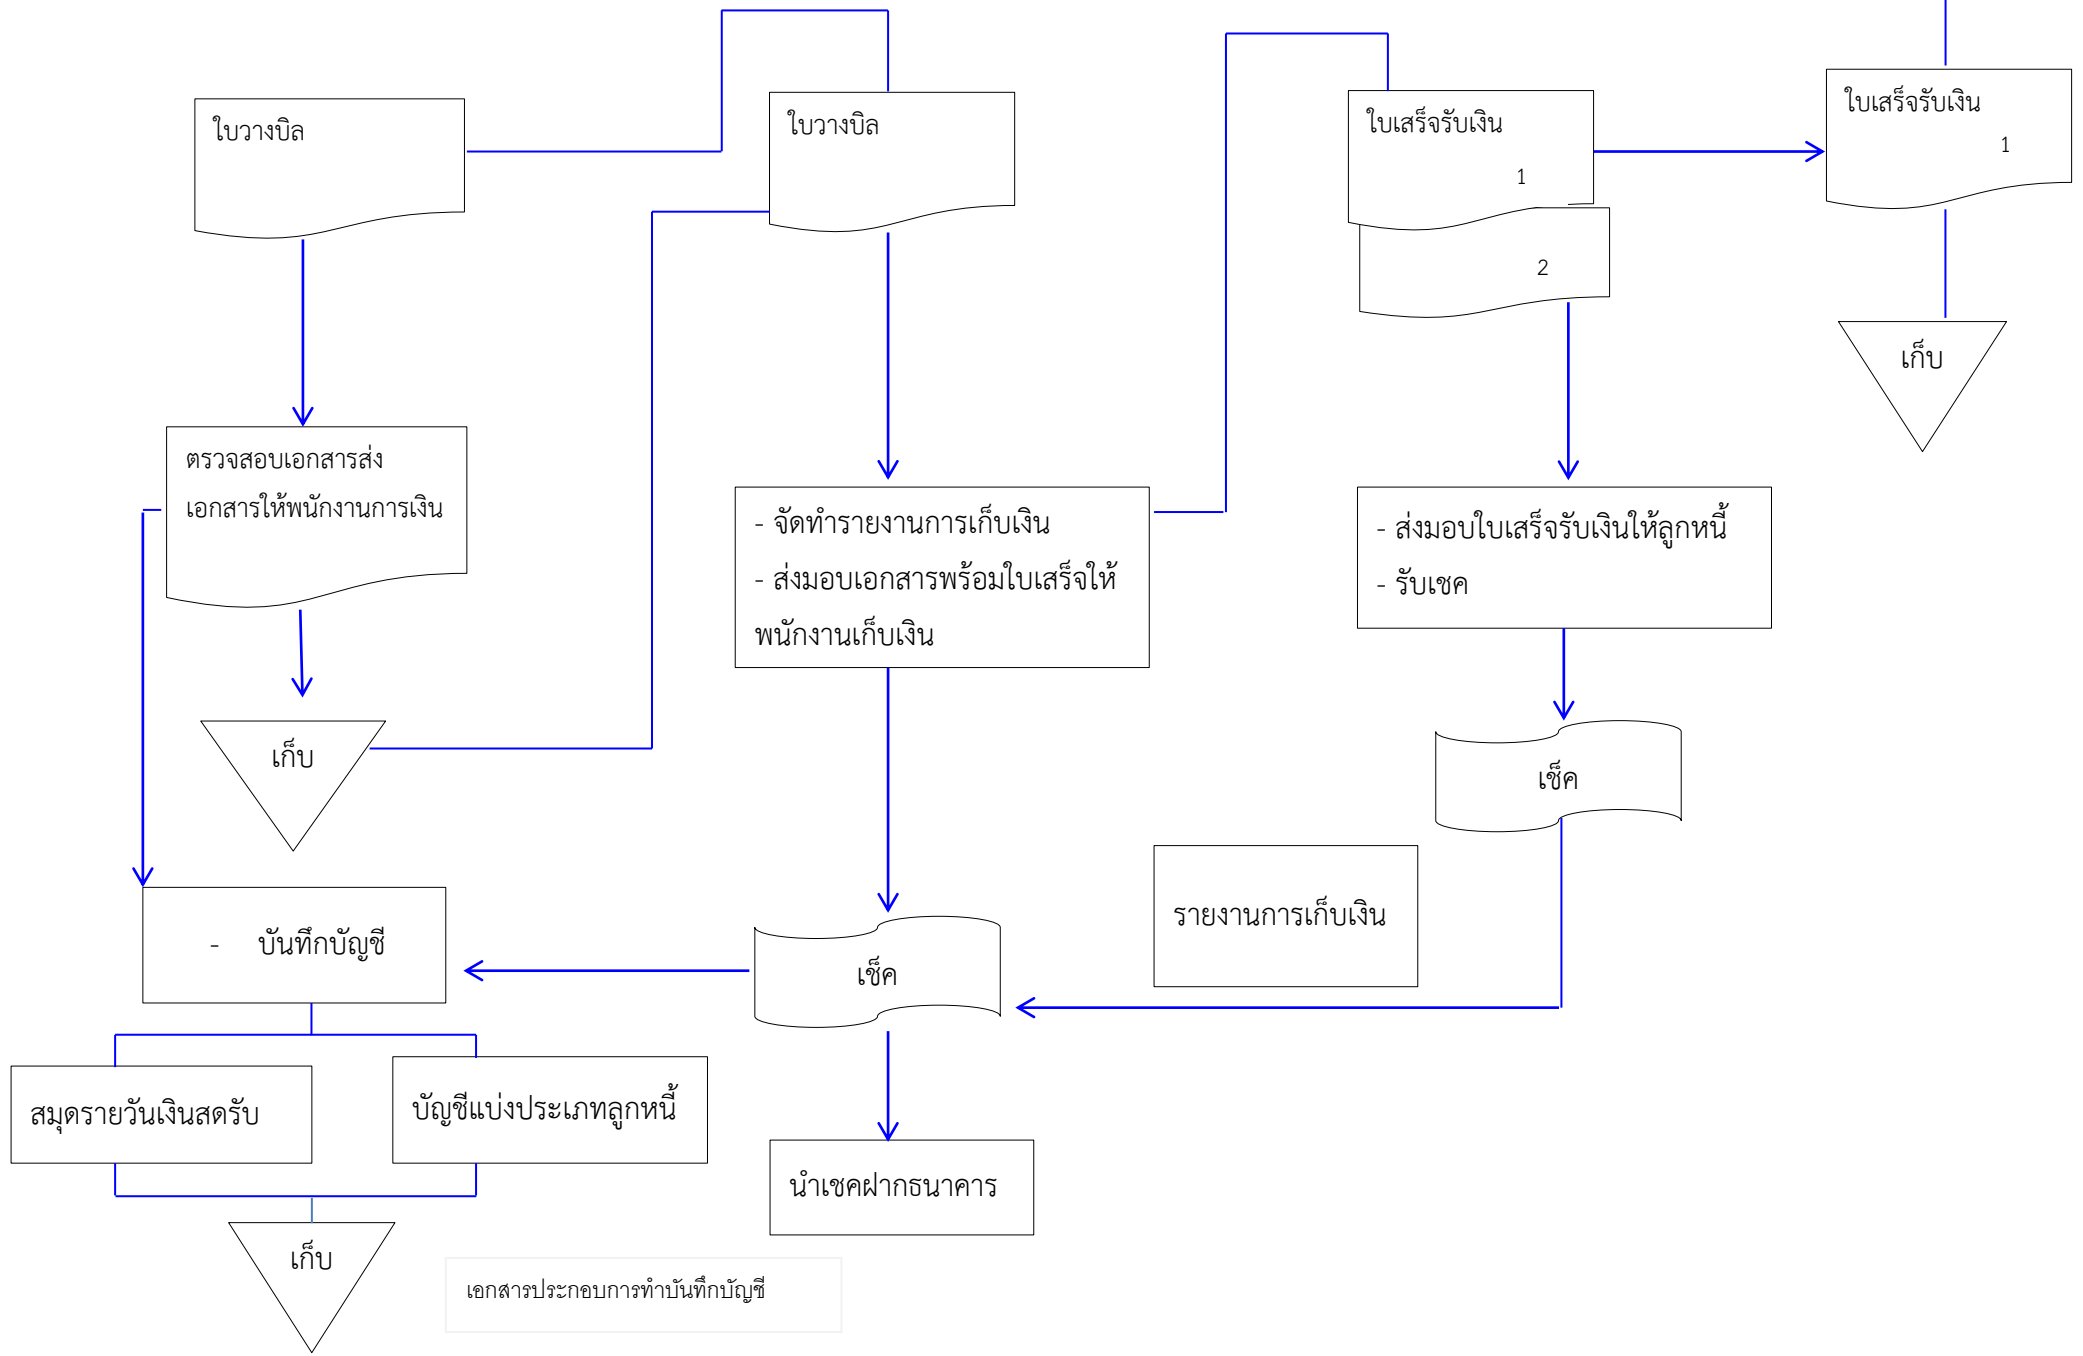 ใบวางบิล
ใบวางบิล
ใบเสร็จรับเงิน
1
2
ใบเสร็จรับเงิน
1
เก็บ
ตรวจสอบเอกสารส่ง
เอกสารให้พนักงานการเงิน
- จัดทำรายงานการเก็บเงิน
- ส่งมอบเอกสารพร้อมใบเสร็จให้
พนักงานเก็บเงิน
- ส่งมอบใบเสร็จรับเงินให้ลูกหนี้
- รับเชค
เก็บ
เช็ค
รายงานการเก็บเงิน
- บันทึกบัญชี
เช็ค
สมุดรายวันเงินสดรับ
บัญชีแบ่งประเภทลูกหนี้
นำเชคฝากธนาคาร
เก็บ
เอกสารประกอบการทำบันทึกบัญชี